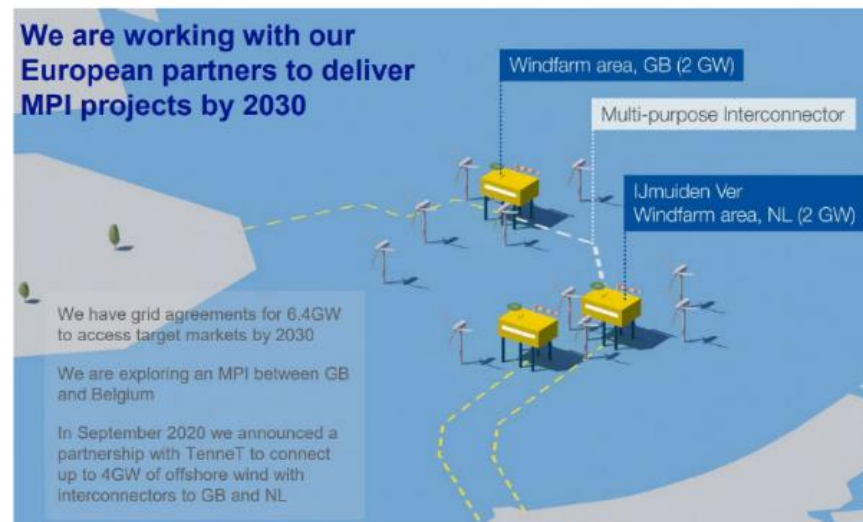 We are working with our
European partners to deliver
MPI projects by 2030
Windfarm area, GB (2 GW)
Multi-purpose Interconnector
IJmuiden Ver
Windfarm area, NL (2 GW)
We have grid agreements for 6.4GW
to access target markets by 2030
We are exploring an MPI between GB
and Belgium
In September 2020 we announced a
partnership with TenneT to connect
up to 4GW of offshore wind with
interconnectors to GB and NL